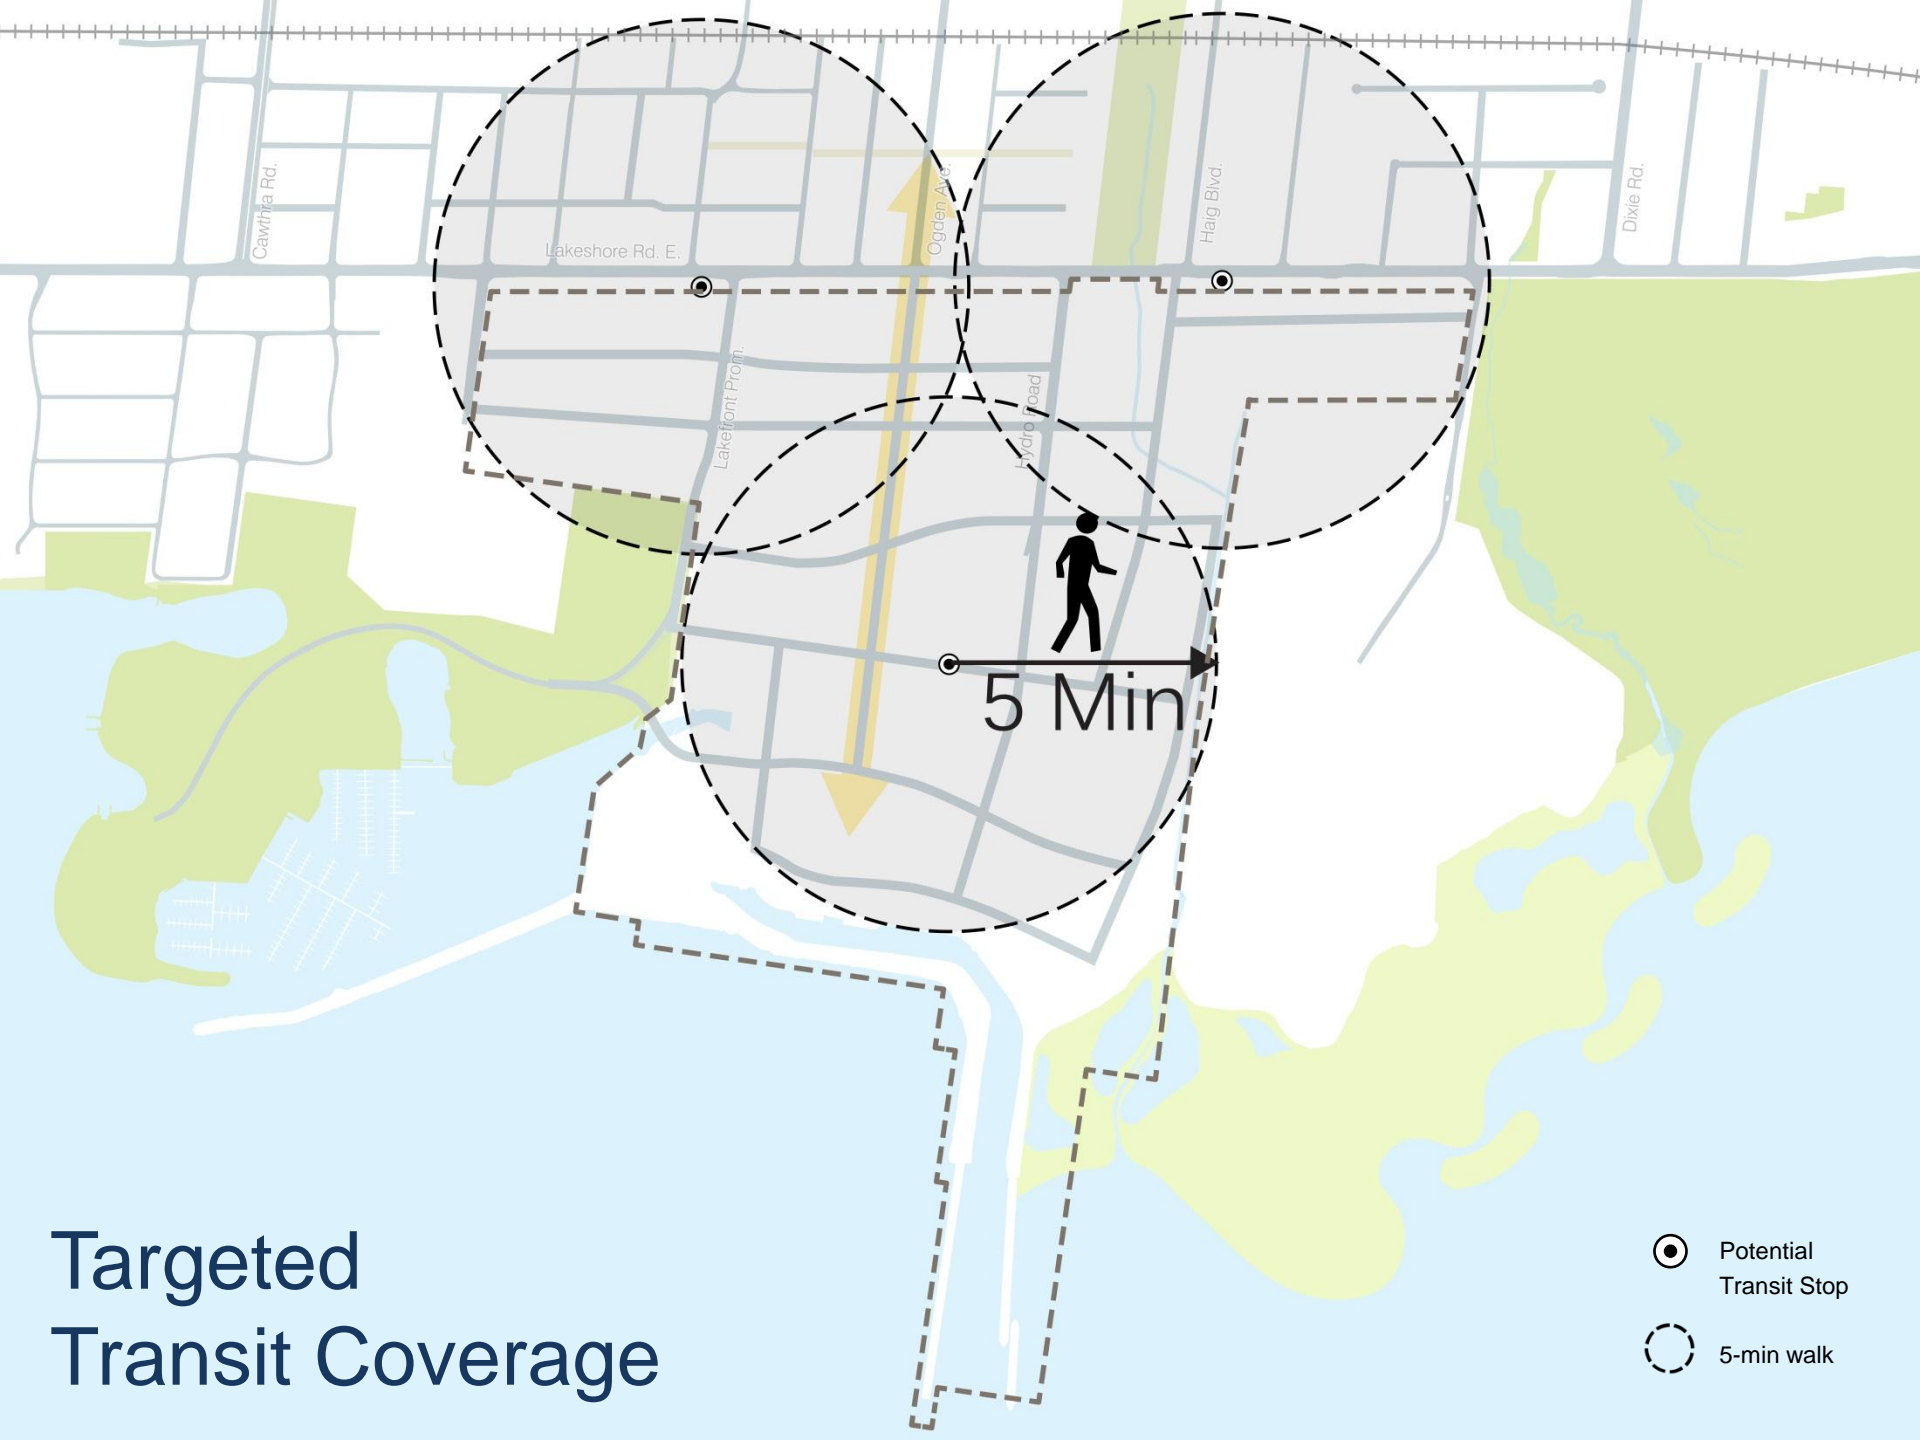 Cawthra Rd.
Ogden Ave.
Haig Blvd.
Dixie Rd.
Lakeshore Rd. E.
Lakefront Prom.
Hydro Road
5 Min
Targeted
Transit Coverage
Potential
Transit Stop
5-min walk